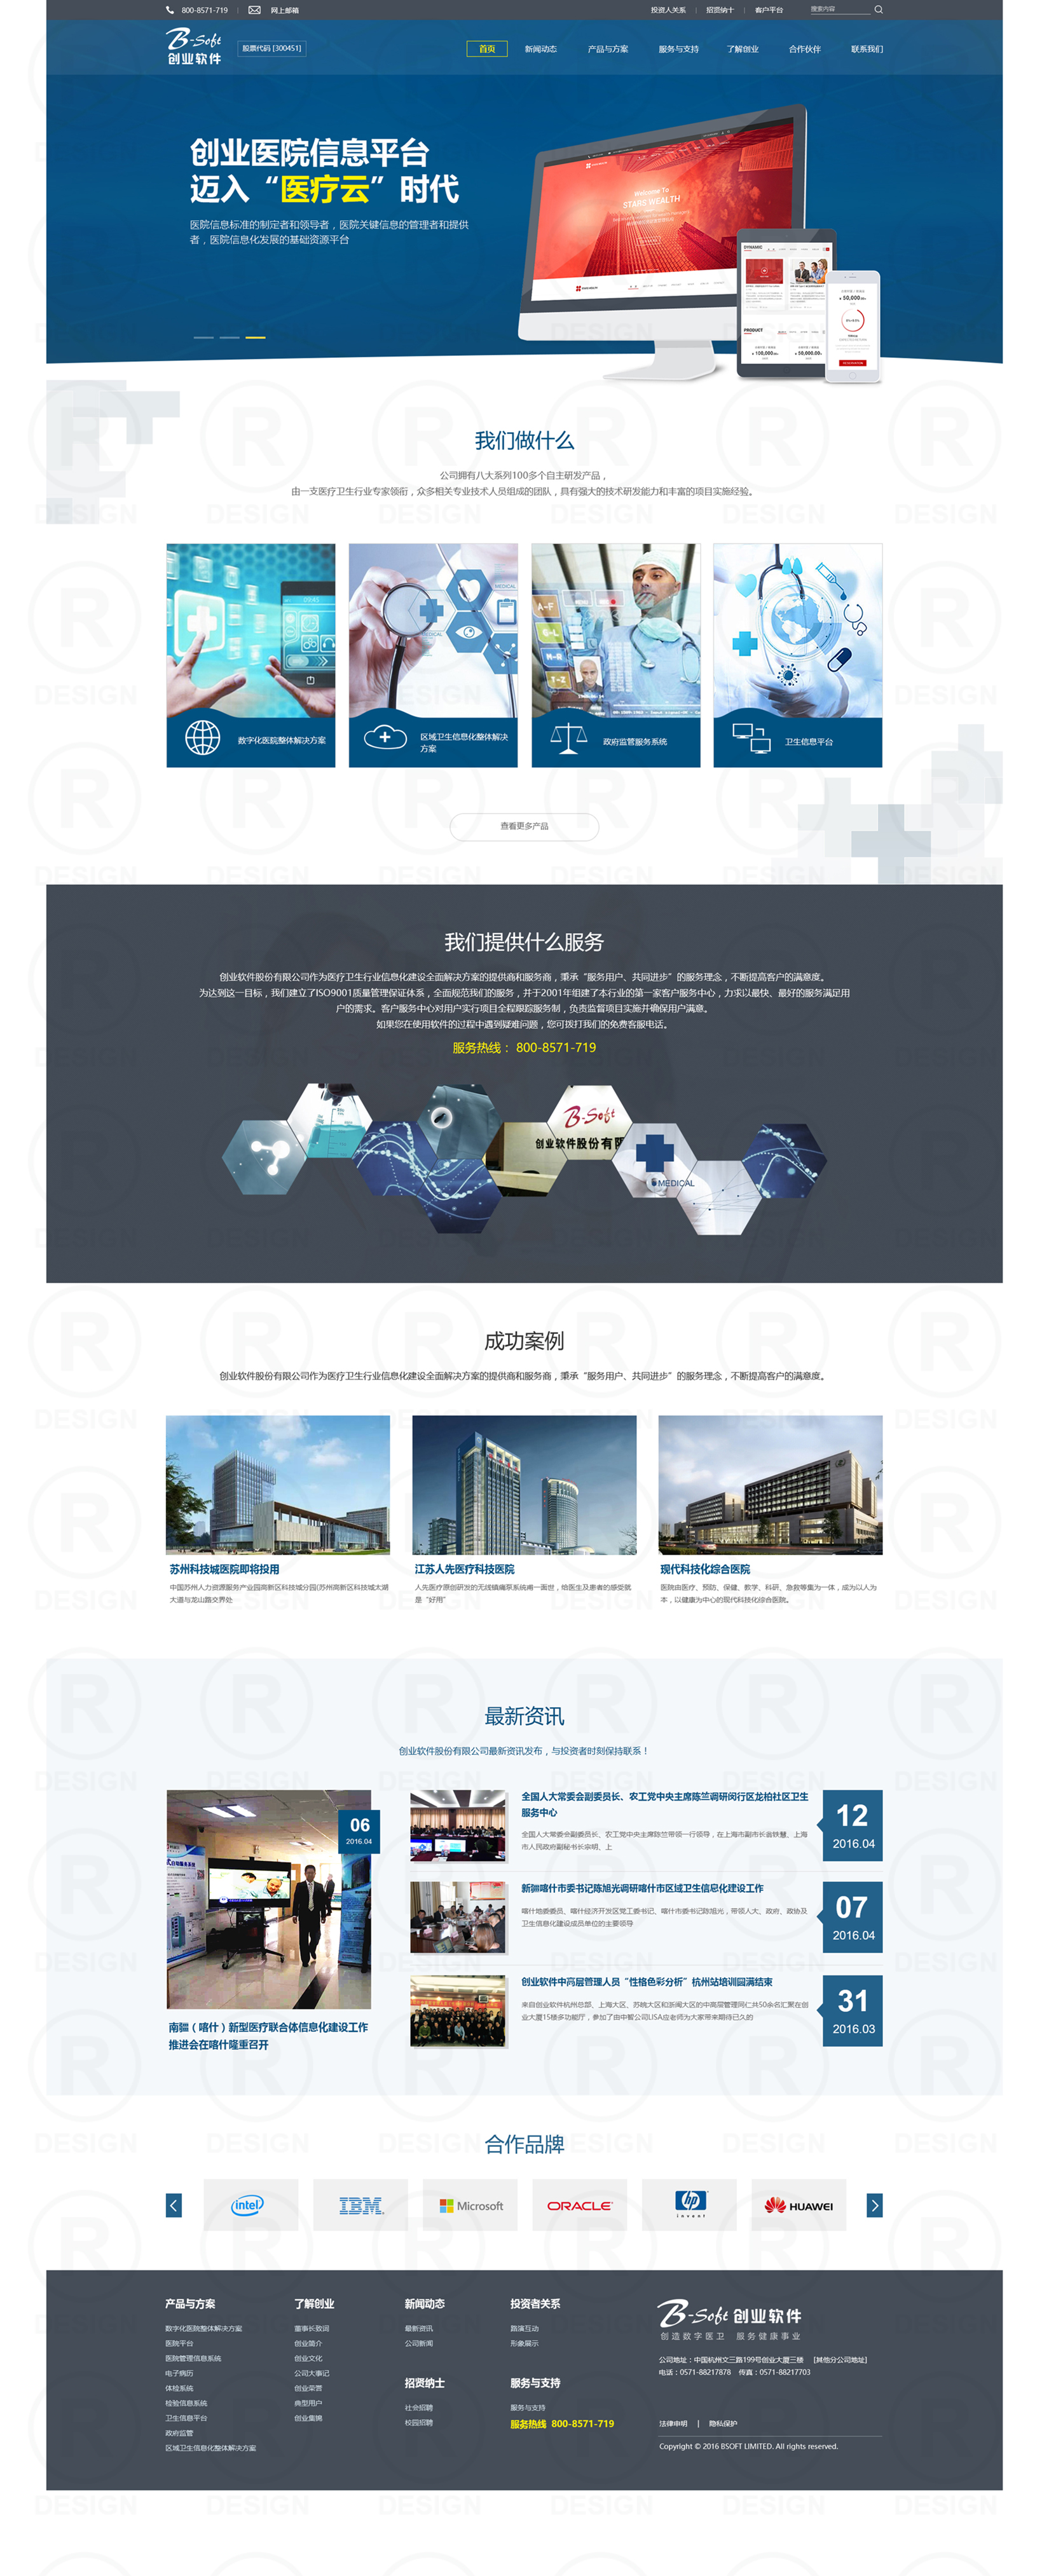 800-8571-719 | 网上邮箱
投资人关系 | 招贤纳士 | 客户平台
搜索内容
B-Soft
创业软件
股票代码 [300451]
首页 新闻动态 产品与方案 服务与支持 了解创业 合作伙伴 联系我们
创业医院信息平台
迈入“医疗云”时代
医院信息标准的制定者和领导者，医院关键信息的管理者和提供
者，医院信息化发展的基础资源平台
Welcome To
STARS WEALTH
DYNAMIC
PRODUCT
¥ 100,000
¥ 50,000.00
¥ 50,000
我们做什么
公司拥有八大系列100多个自主研发产品，
由一支医疗卫生行业专家领衔，众多相关专业技术人员组成的团队，具有强大的技术研发能力和丰富的项目实施经验。
MEDICAL
A-F
G-L
M-R
T-Z
数字化医院整体解决方案
区域卫生信息化整体解决
方案
政府监管服务系统
卫生信息平台
查看更多产品
我们提供什么服务
创业软件股份有限公司作为医疗卫生行业信息化建设全面解决方案的提供商和服务商，秉承“服务用户、共同进步”的服务理念，不断提高客户的满意度。
为达到这一目标，我们建立了ISO9001质量管理保证体系，全面规范我们的服务，并于2001年组建了本行业的第一家客户服务中心，力求以最快、最好的服务满足用
户的需求。客户服务中心对用户实行项目全程跟踪服务制，负责监督项目实施并确保用户满意。
如果您在使用软件的过程中遇到疑难问题，您可拨打我们的免费客服电话。
服务热线： 800-8571-719
B-Soft
创业软件股份有限
MEDICAL
成功案例
创业软件股份有限公司作为医疗卫生行业信息化建设全面解决方案的提供商和服务商，秉承“服务用户、共同进步”的服务理念，不断提高客户的满意度。
苏州科技城医院即将投用
中国苏州人力资源服务产业园高新区科技城分园(苏州高新区科技城太湖
大道与龙山路交界处
江苏人先医疗科技医院
人先医疗原创研发的无线镇痛泵系统甫一面世，给医生及患者的感受就
是“好用”
现代科技化综合医院
医院由医疗、预防、保健、教学、科研、急救等集为一体，成为以人为
本，以健康为中心的现代科技化综合医院。
最新资讯
创业软件股份有限公司最新资讯发布，与投资者时刻保持联系！
06
2016.04
南疆（喀什）新型医疗联合体信息化建设工作
推进会在喀什隆重召开
全国人大常委会副委员长、农工党中央主席陈竺调研闵行区龙柏社区卫生
服务中心
全国人大常委会副委员长、农工党中央主席陈竺带领一行领导，在上海市副市长翁铁慧、上海
市人民政府副秘书长宗明、上
12
2016.04
新疆喀什市委书记陈旭光调研喀什市区域卫生信息化建设工作
喀什地委委员、喀什经济开发区党工委书记、喀什市委书记陈旭光，带领人大、政府、政协及
卫生信息化建设成员单位的主要领导
07
2016.04
创业软件中高层管理人员“性格色彩分析”杭州站培训圆满结束
来自创业软件杭州总部、上海大区、苏皖大区和浙闽大区的中高层管理同仁共50余名汇聚在创
业大厦15楼多功能厅，参加了由中智公司LISA应老师为大家带来期待已久的
31
2016.03
合作品牌
intel
IBM
Microsoft
ORACLE
hp
invent
HUAWEI
产品与方案
数字化医院整体解决方案
医院平台
医院管理信息系统
电子病历
体检系统
检验信息系统
卫生信息平台
政府监管
区域卫生信息化整体解决方案
了解创业
董事长致词
创业简介
创业文化
公司大事记
创业荣誉
典型用户
创业集锦
新闻动态
最新资讯
公司新闻
招贤纳士
社会招聘
校园招聘
投资者关系
路演互动
形象展示
服务与支持
服务与支持
服务热线 800-8571-719
B-Soft 创业软件
创造数字医卫 服务健康事业
公司地址：中国杭州文三路199号创业大厦三楼 [其他分公司地址]
电话：0571-88217878 传真：0571-88217703
法律申明 | 隐私保护
Copyright © 2016 BSOFT LIMITED. All rights reserved.
R DESIGN